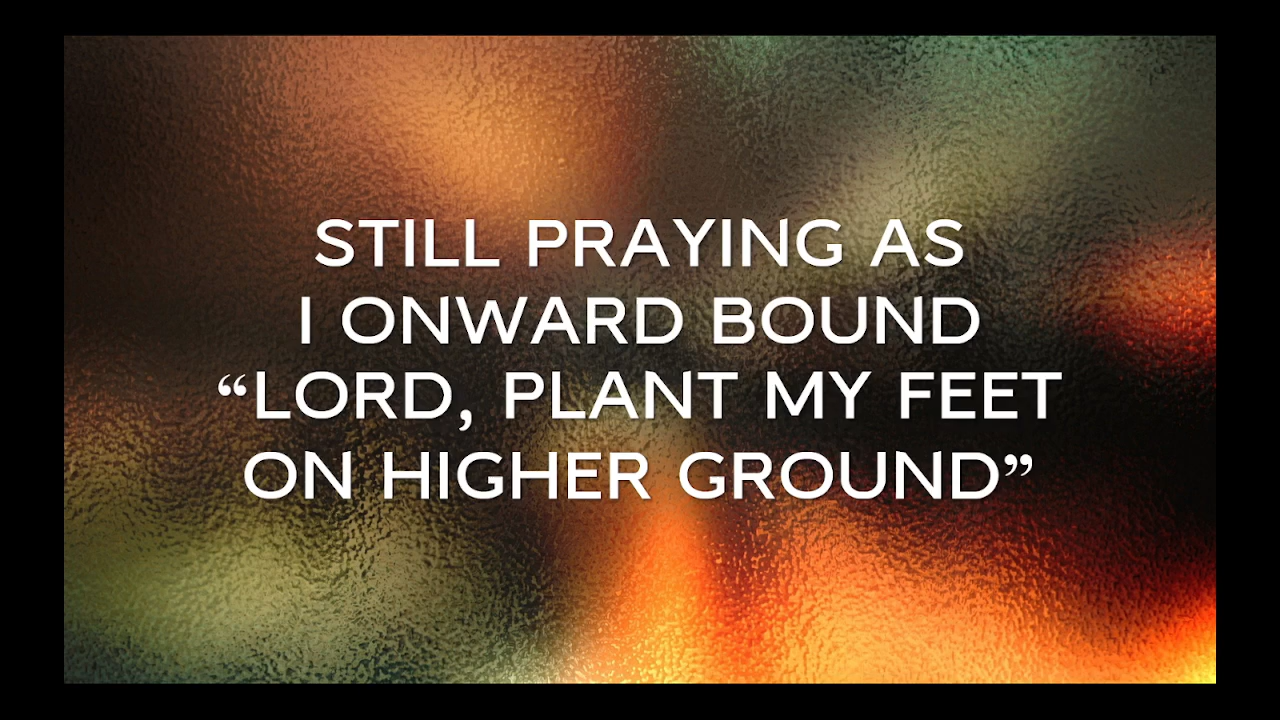 STILL PRAYING AS
I ONWARD BOUND
“LORD, PLANT MY FEET
ON HIGHER GROUND”